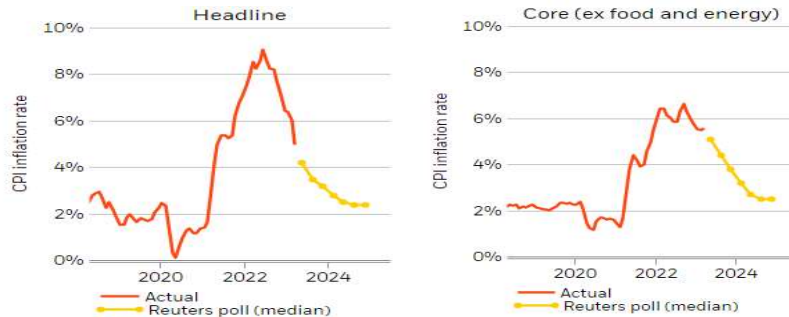 Headline
10%
8%
6%
4%
2%
0%
CPI inflation rate
2020
2022
2024
Actual
Reuters poll (median)
Core (ex food and energy)
10%
8%
6%
4%
2%
0%
CPI inflation rate
2020
2022
2024
Actual
Reuters poll (median)